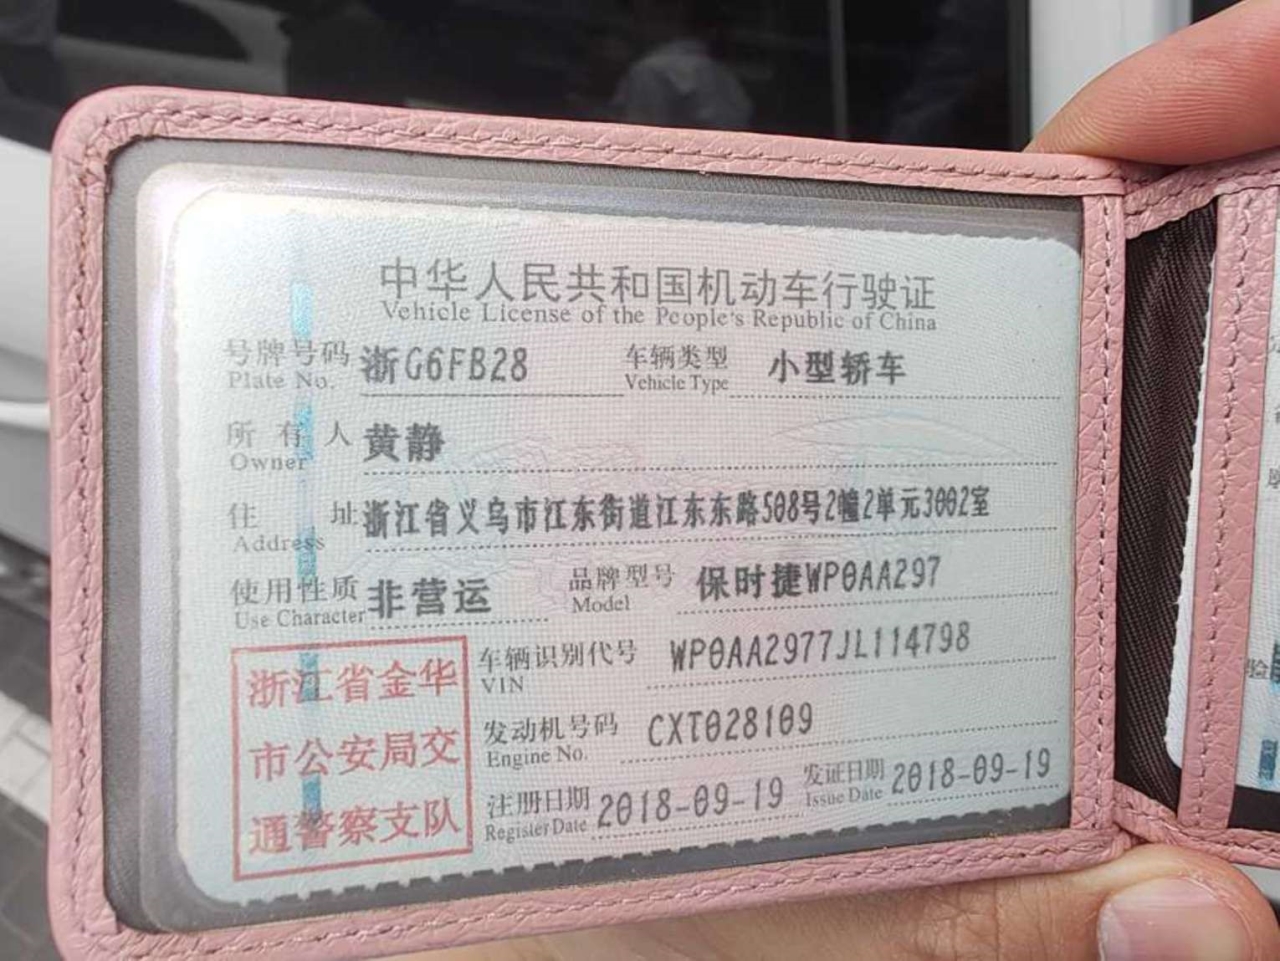 中华人民共和国机动车行驶证
Vehicle License of the People's Republic of China
号牌号码 浙G6FB28 车辆类型 小型轿车
Plate No. Vehicle Type
所有人 黄静
Owner
住址 浙江省义乌市江东街道江东东路508号2幢2单元3002室
Address
使用性质 非营运 品牌型号 保时捷WP0AA297
Use Character Model
浙江省金华
市公安局交
通警察支队
车辆识别代号 WP0AA2977JL114798
VIN
发动机号码 CXT028109
Engine No.
注册日期 2018-09-19 发证日期 2018-09-19
Register Date Issue Date